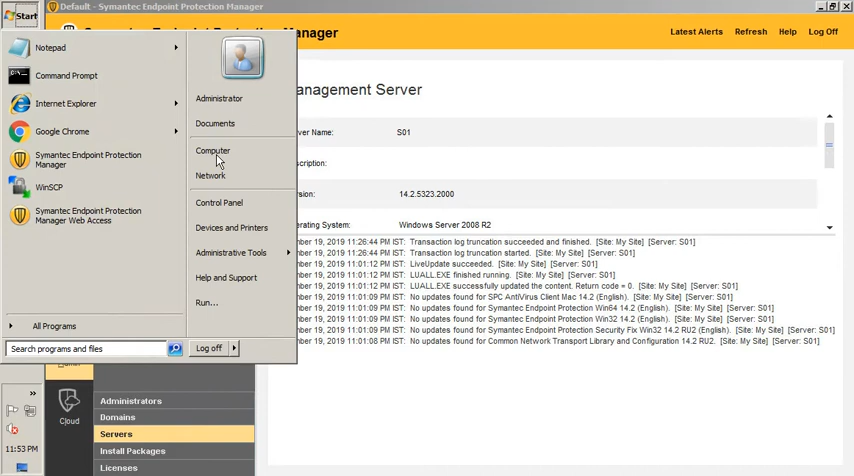 Start
Default - Symantec Endpoint Protection Manager
Manager
Latest Alerts
Refresh
Help
Log Off
Notepad
Command Prompt
Internet Explorer
Google Chrome
Symantec Endpoint Protection
Manager
WinSCP
Symantec Endpoint Protection
Manager Web Access
All Programs
Search programs and files
Administrator
Documents
Computer
Network
Control Panel
Devices and Printers
Administrative Tools
Help and Support
Run...
Log off
anagement Server
ver Name: S01
scription:
rsion: 14.2.5323.2000
erating System: Windows Server 2008 R2
mber 19, 2019 11:26:44 PM IST: Transaction log truncation succeeded and finished. [Site: My Site] [Server: S01]
mber 19, 2019 11:26:44 PM IST: Transaction log truncation started. [Site: My Site] [Server: S01]
mber 19, 2019 11:01:12 PM IST: LiveUpdate succeeded. [Site: My Site] [Server: S01]
mber 19, 2019 11:01:12 PM IST: LUALL.EXE finished running. [Site: My Site] [Server: S01]
mber 19, 2019 11:01:12 PM IST: LUALL.EXE successfully updated the content. Return code = 0. [Site: My Site] [Server: S01]
mber 19, 2019 11:01:09 PM IST: No updates found for SPC AntiVirus Client Mac 14.2 (English). [Site: My Site] [Server: S01]
mber 19, 2019 11:01:09 PM IST: No updates found for Symantec Endpoint Protection Win64 14.2 (English). [Site: My Site] [Server: S01]
mber 19, 2019 11:01:09 PM IST: No updates found for Symantec Endpoint Protection Win32 14.2 (English). [Site: My Site] [Server: S01]
mber 19, 2019 11:01:09 PM IST: No updates found for Symantec Endpoint Protection Security Fix Win32 14.2 RU2 (English). [Site: My Site] [Server: S01]
mber 19, 2019 11:01:08 PM IST: No updates found for Common Network Transport Library and Configuration 14.2 RU2. [Site: My Site] [Server: S01]
Cloud
Administrators
Domains
Servers
Install Packages
Licenses
11:53 PM